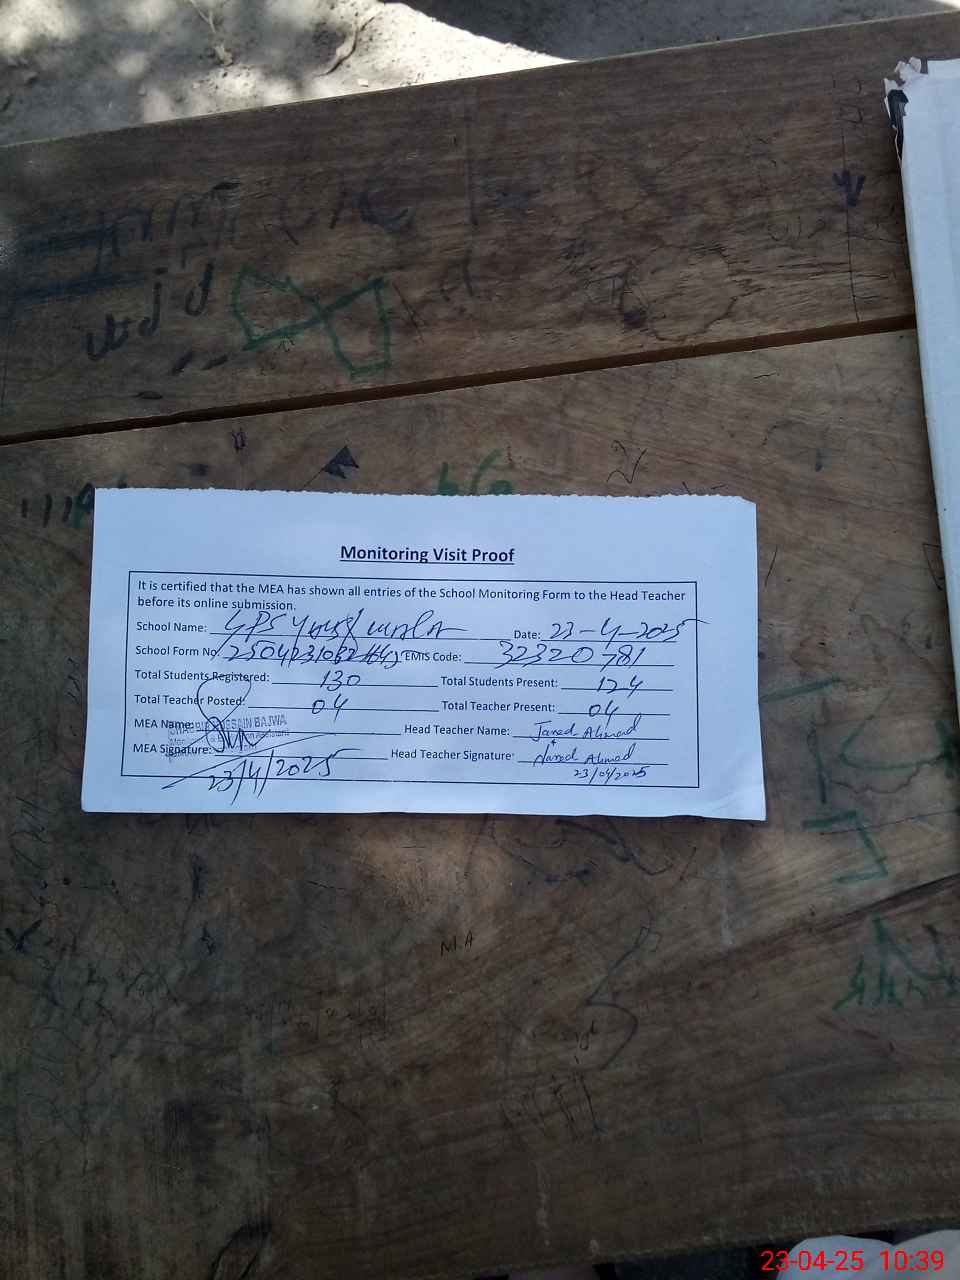 Monitoring Visit Proof
It is certified that the MEA has shown all entries of the School Monitoring Form to the Head Teacher
before its online submission.
School Name: GPS Date: 23-4-2025
School Form No. EMIS Code: 32320781
Total Students Registered: 130 Total Students Present: 124
Total Teacher Posted: 04 Total Teacher Present: 04
MEA Name: HUSSAIN BAJWA Head Teacher Name: Javed Ahmad
MEA Signature: Head Teacher Signature: Javed Ahmad
23/4/2025 23/04/2025
M.A
23-04-25 10:39